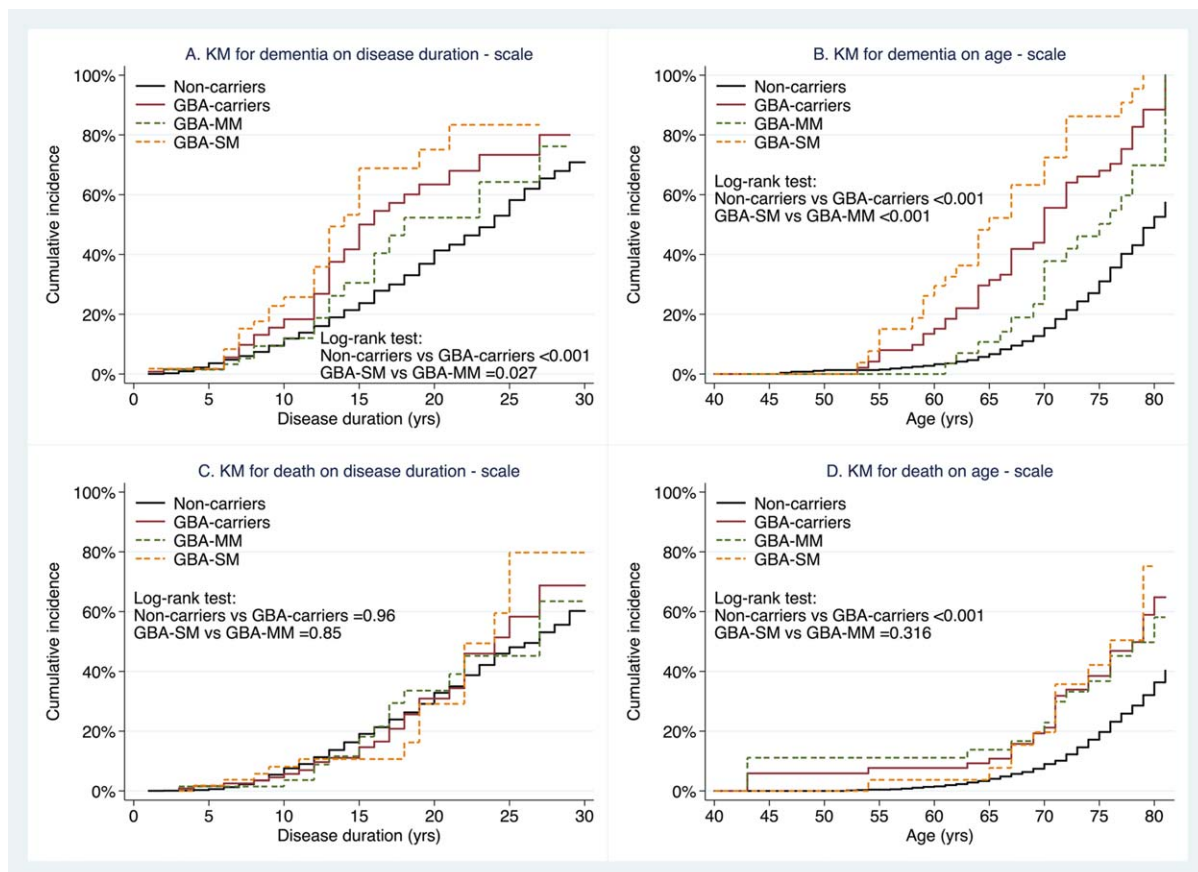 A. KM for dementia on disease duration - scale
100%
80%
60%
40%
20%
0%
Cumulative incidence
Non-carriers
GBA-carriers
GBA-MM
GBA-SM
Log-rank test:
Non-carriers vs GBA-carriers <0.001
GBA-SM vs GBA-MM =0.027
0 5 10 15 20 25 30
Disease duration (yrs)
B. KM for dementia on age - scale
100%
80%
60%
40%
20%
0%
Cumulative incidence
Non-carriers
GBA-carriers
GBA-MM
GBA-SM
Log-rank test:
Non-carriers vs GBA-carriers <0.001
GBA-SM vs GBA-MM <0.001
40 45 50 55 60 65 70 75 80
Age (yrs)
C. KM for death on disease duration - scale
100%
80%
60%
40%
20%
0%
Cumulative incidence
Non-carriers
GBA-carriers
GBA-MM
GBA-SM
Log-rank test:
Non-carriers vs GBA-carriers =0.96
GBA-SM vs GBA-MM =0.85
0 5 10 15 20 25 30
Disease duration (yrs)
D. KM for death on age - scale
100%
80%
60%
40%
20%
0%
Cumulative incidence
Non-carriers
GBA-carriers
GBA-MM
GBA-SM
Log-rank test:
Non-carriers vs GBA-carriers <0.001
GBA-SM vs GBA-MM =0.316
40 45 50 55 60 65 70 75 80
Age (yrs)